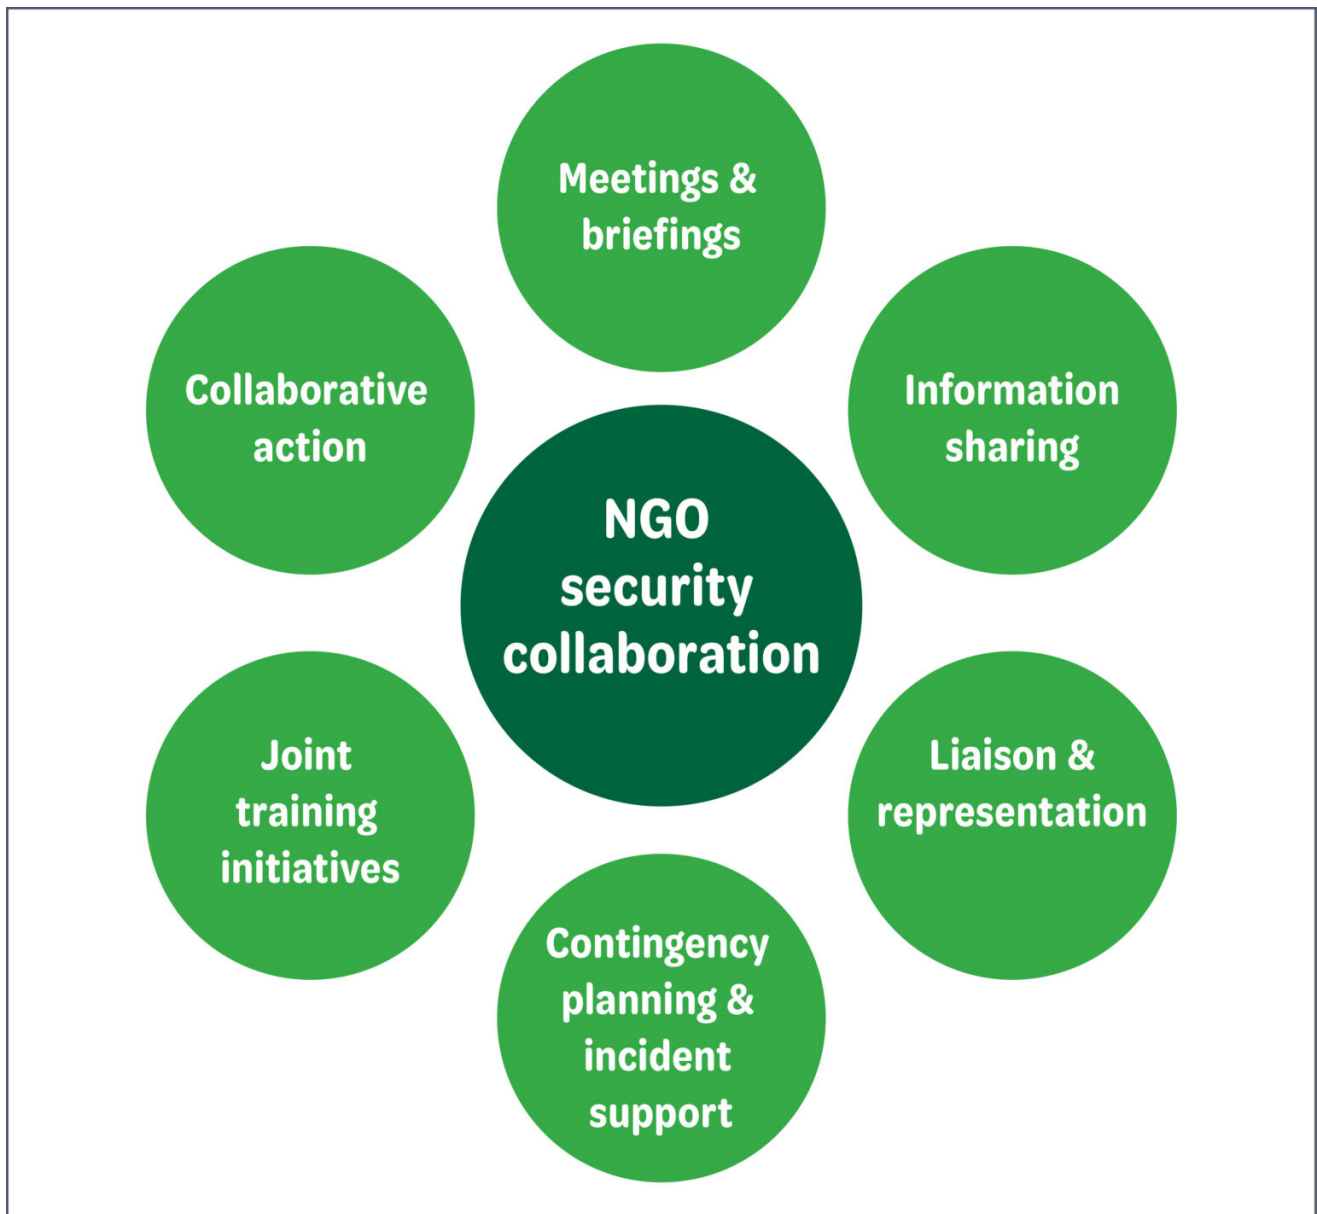 Meetings &
briefings
Collaborative
action
Information
sharing
NGO
security
collaboration
Joint
training
initiatives
Liaison &
representation
Contingency
planning &
incident
support